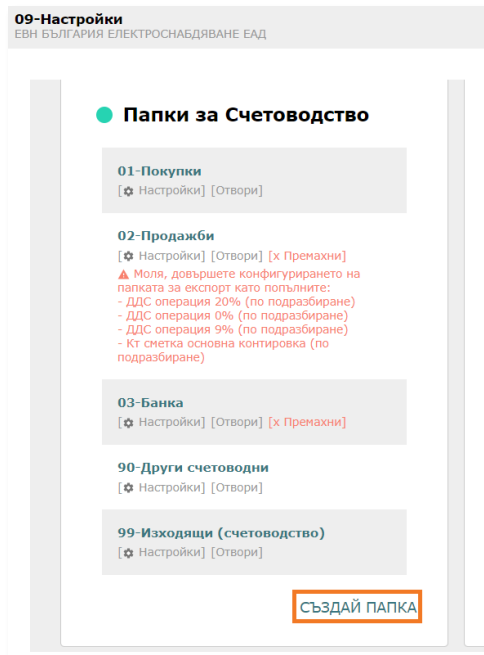 09-Настройки
ЕВН БЪЛГАРИЯ ЕЛЕКТРОСНАБДЯВАНЕ ЕАД
Папки за Счетоводство
01-Покупки
[ Настройки] [Отвори]
02-Продажби
[ Настройки] [Отвори] [x Премахни]
Моля, довършете конфигурирането на
папката за експорт като попълните:
- ДДС операция 20% (по подразбиране)
- ДДС операция 0% (по подразбиране)
- ДДС операция 9% (по подразбиране)
- Кт сметка основна контировка (по
подразбиране)
03-Банка
[ Настройки] [Отвори] [x Премахни]
90-Други счетоводни
[ Настройки] [Отвори]
99-Изходящи (счетоводство)
[ Настройки] [Отвори]
СЪЗДАЙ ПАПКА